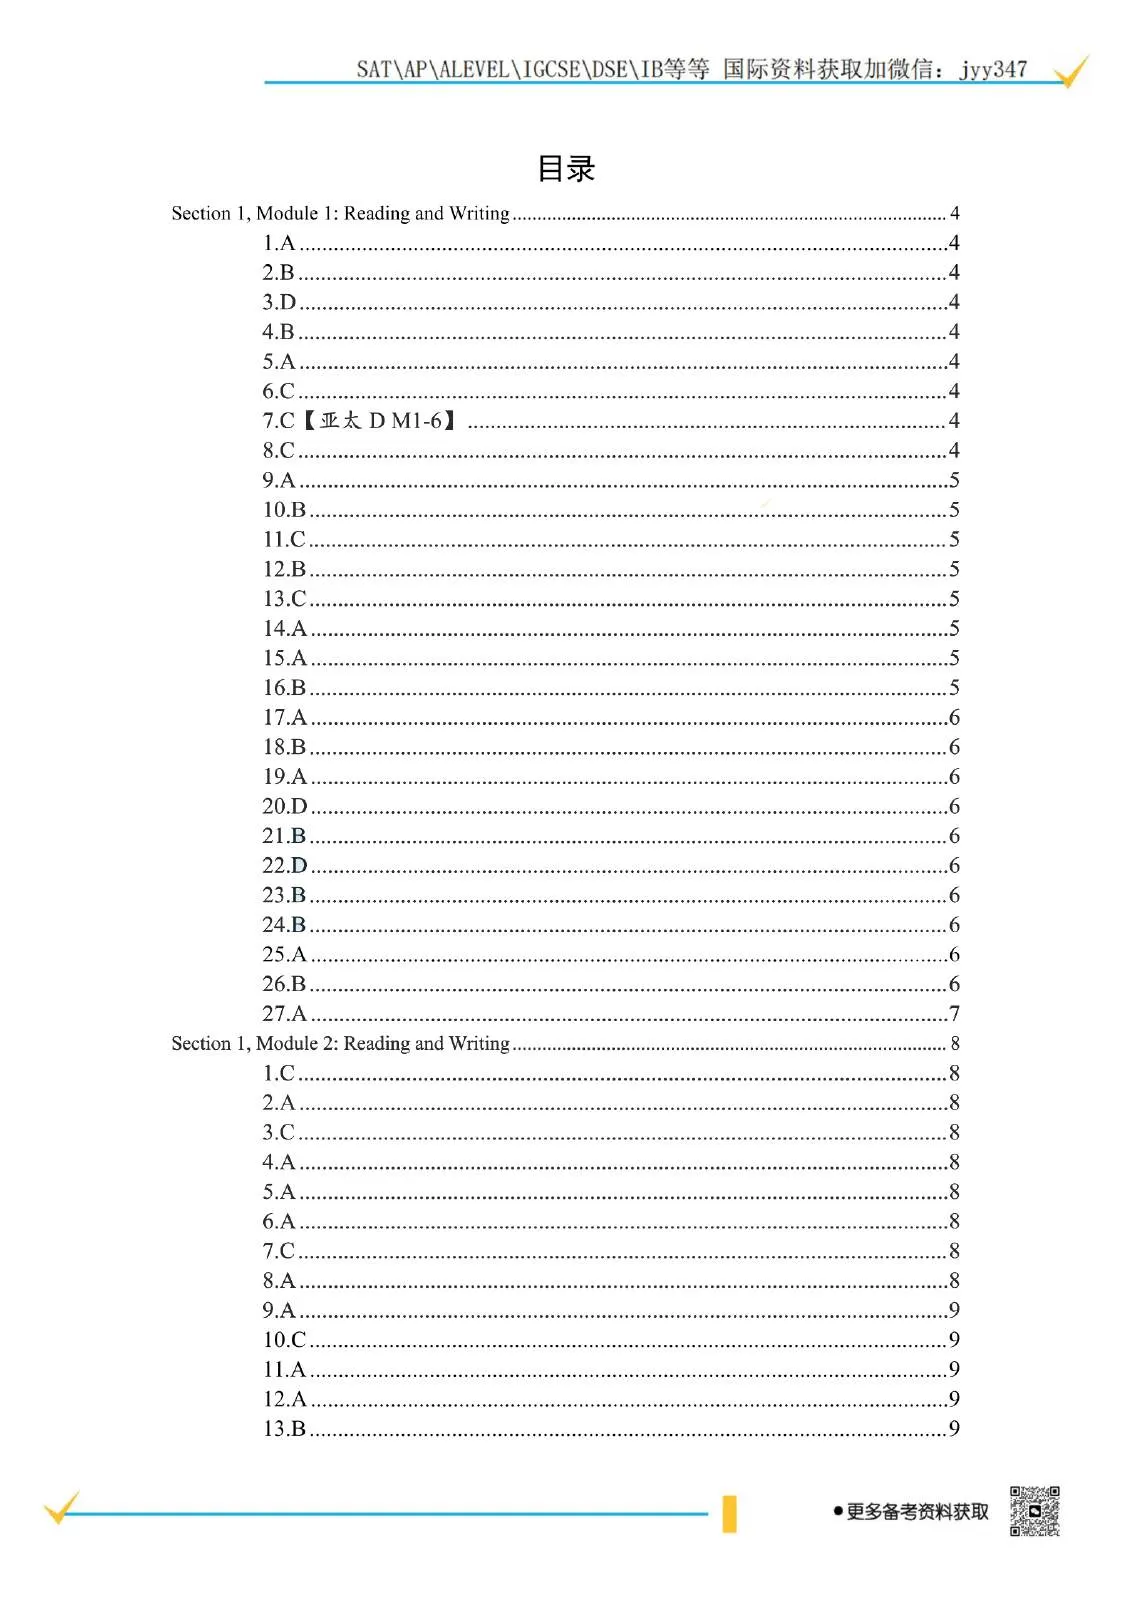 SAT\AP\ALEVEL\IGCSE\DSE\IB等等 国际资料获取加微信：jyy347
目录
Section 1, Module 1: Reading and Writing 4
1.A 4
2.B 4
3.D 4
4.B 4
5.A 4
6.C 4
7.C【亚太 D M1-6】 4
8.C 4
9.A 5
10.B 5
11.C 5
12.B 5
13.C 5
14.A 5
15.A 5
16.B 5
17.A 6
18.B 6
19.A 6
20.D 6
21.B 6
22.D 6
23.B 6
24.B 6
25.A 6
26.B 6
27.A 7
Section 1, Module 2: Reading and Writing 8
1.C 8
2.A 8
3.C 8
4.A 8
5.A 8
6.A 8
7.C 8
8.A 8
9.A 9
10.C 9
11.A 9
12.A 9
13.B 9
●更多备考资料获取